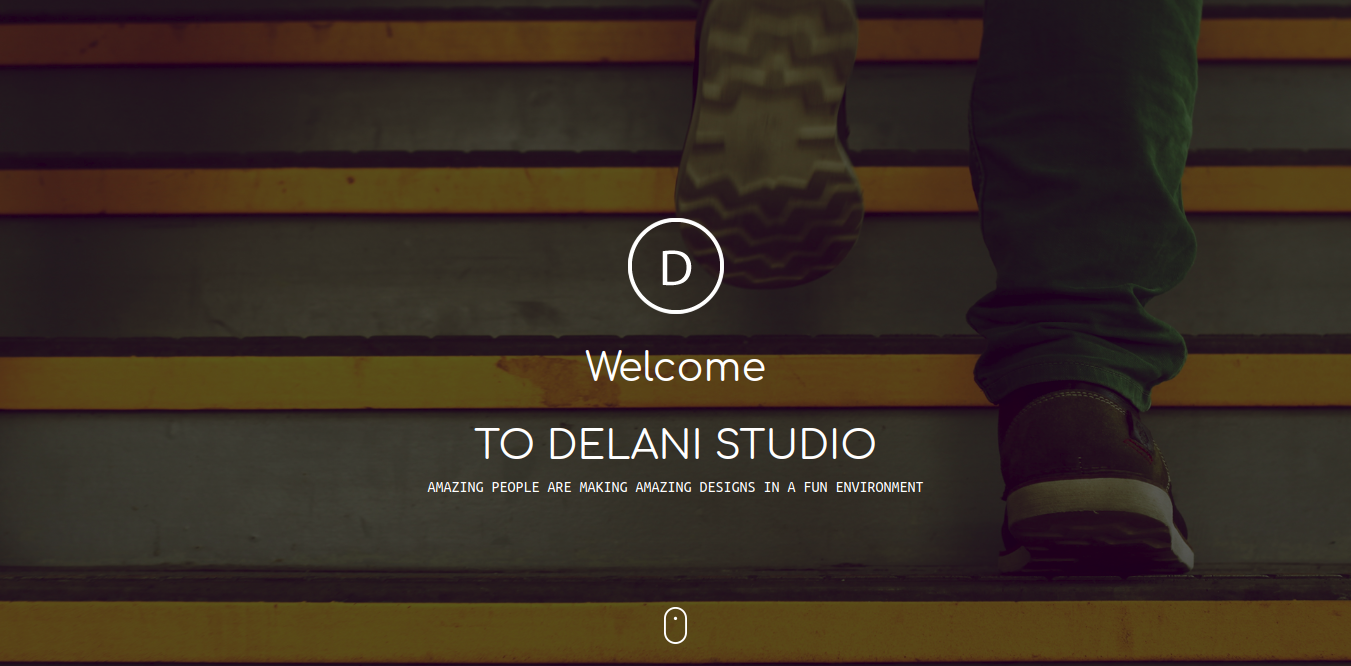 D
Welcome
TO DELANI STUDIO
AMAZING PEOPLE ARE MAKING AMAZING DESIGNS IN A FUN ENVIRONMENT